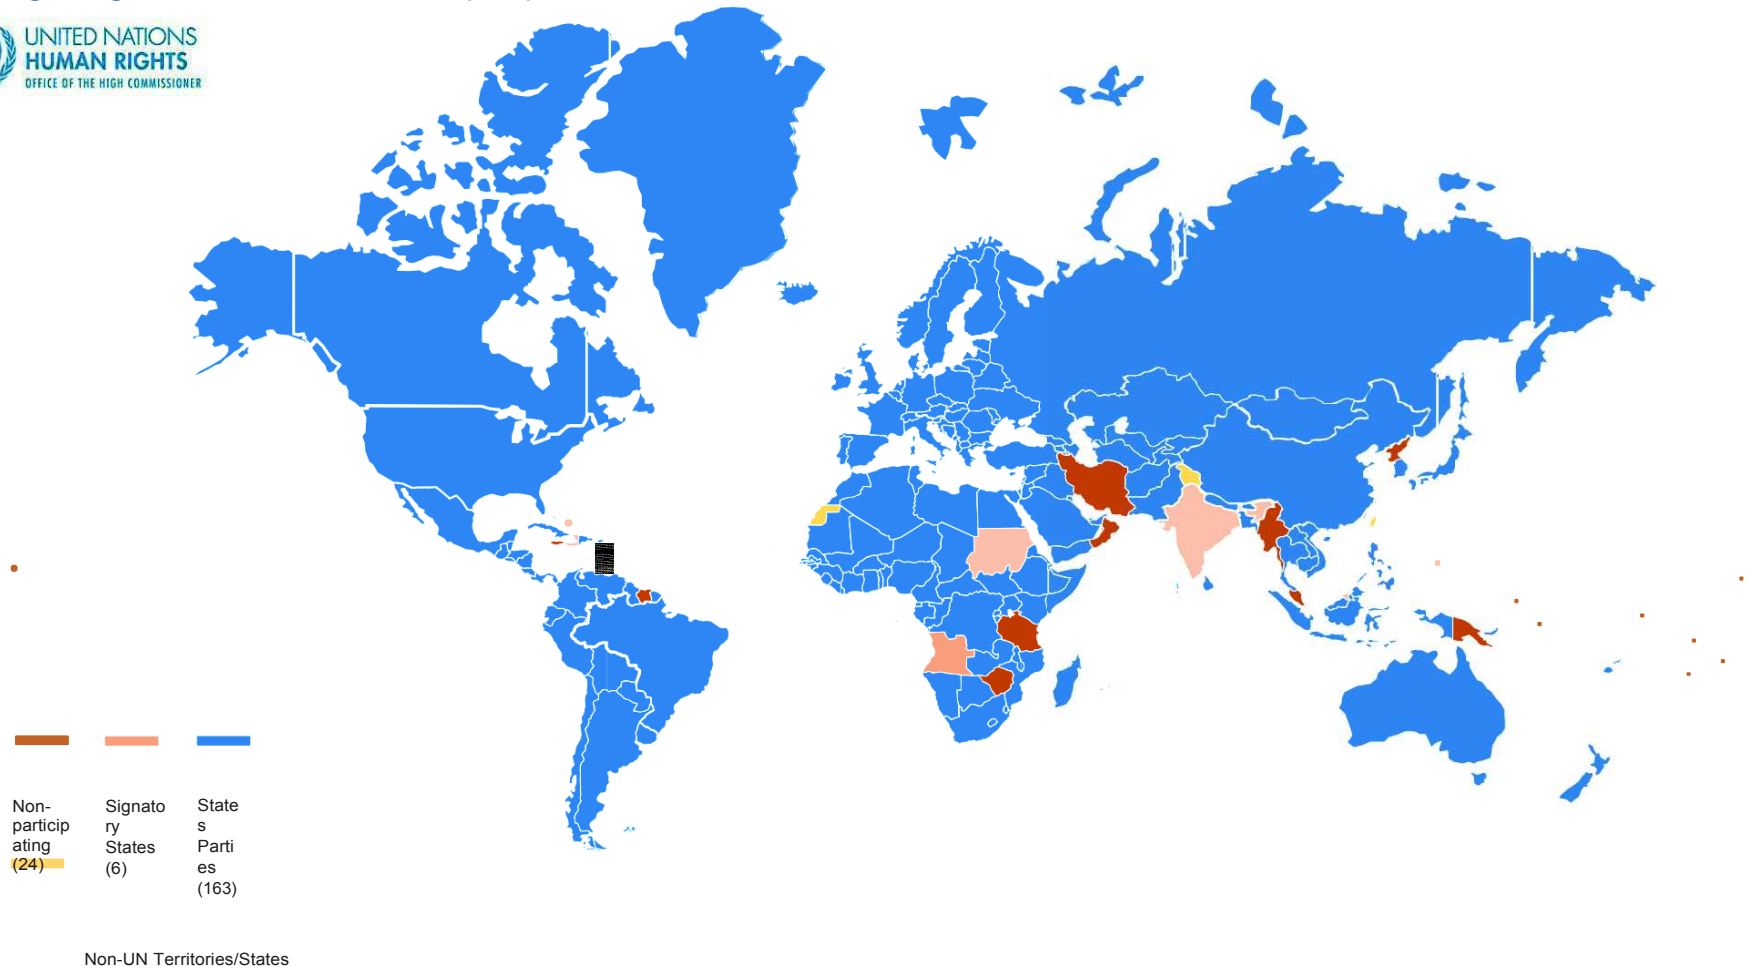 UNITED NATIONS
HUMAN RIGHTS
OFFICE OF THE HIGH COMMISSIONER
Non-
particip
ating
(24)
Signato
ry
States
(6)
State
s
Parti
es
(163)
Non-UN Territories/States